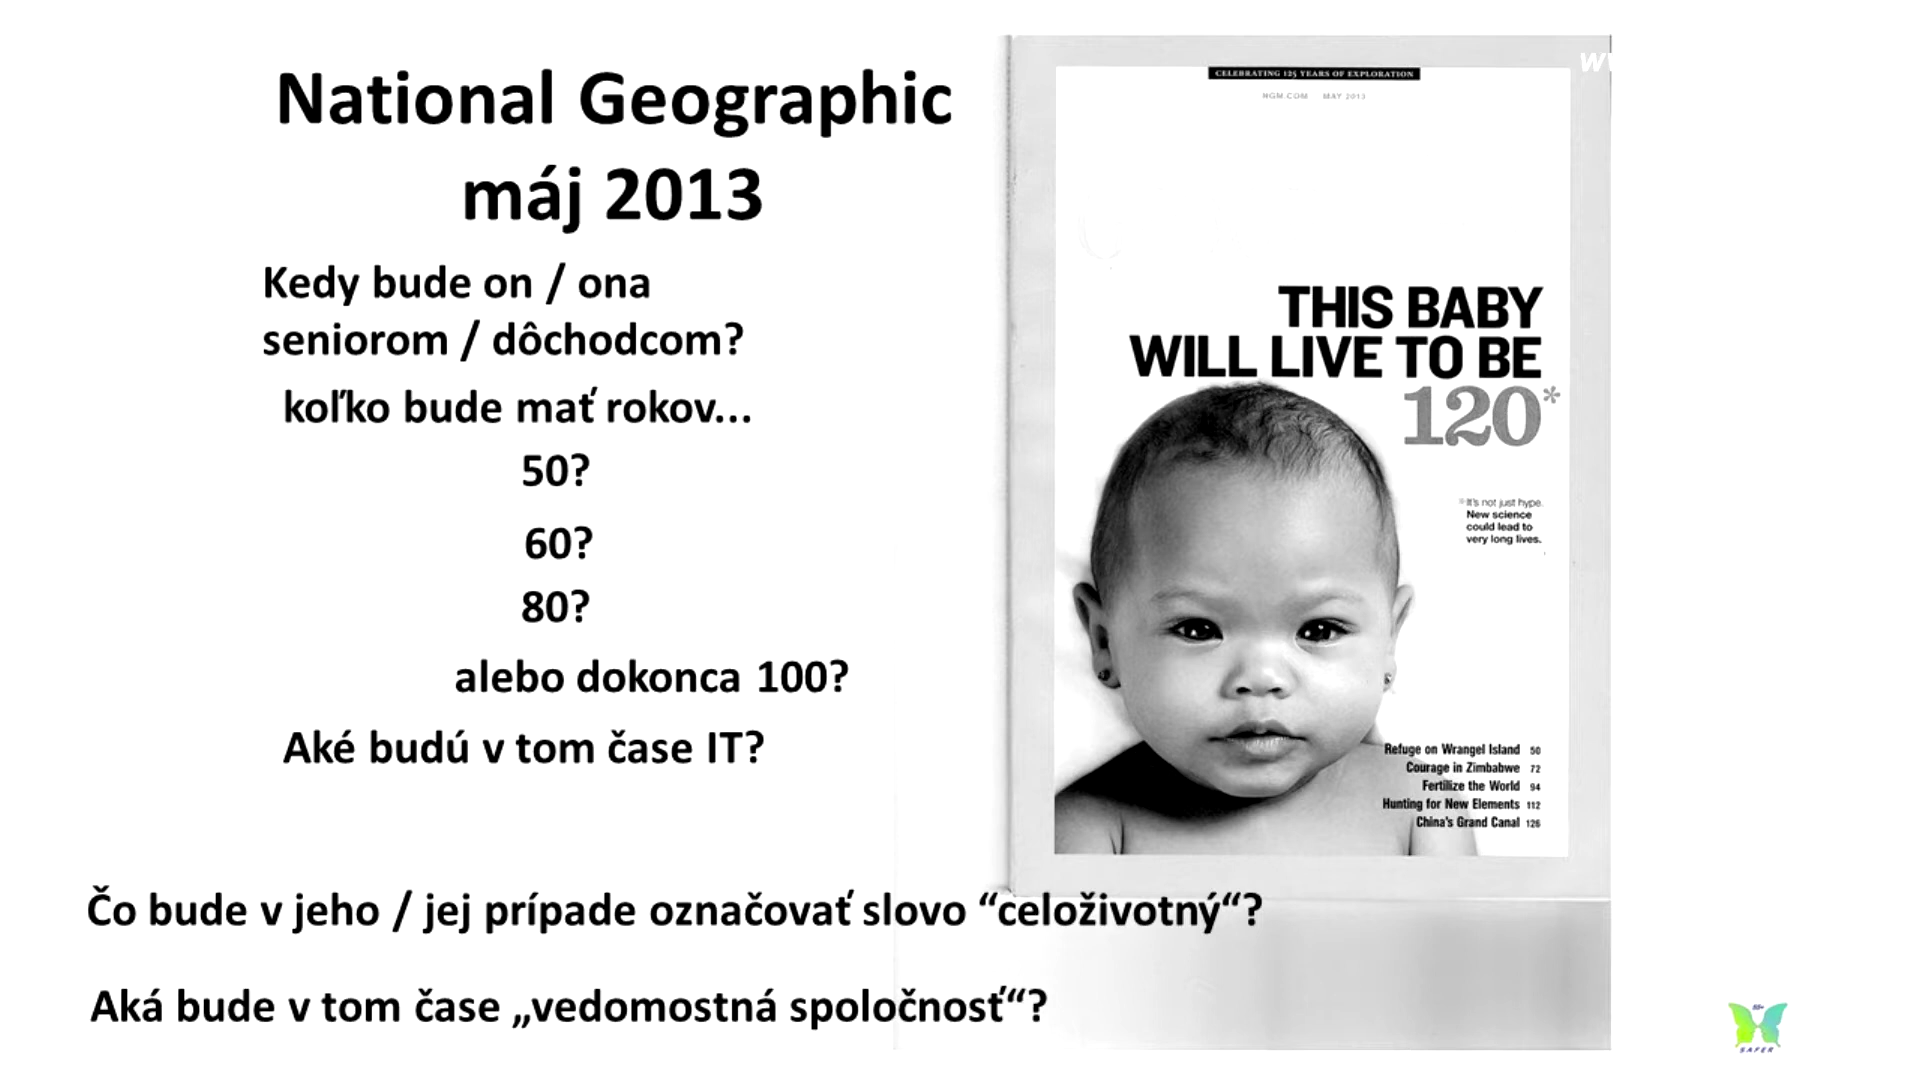 National Geographic
máj 2013
Kedy bude on / ona
seniorom / dôchodcom?
koľko bude mať rokov...
50?
60?
80?
alebo dokonca 100?
Aké budú v tom čase IT?
Čo bude v jeho / jej prípade označovať slovo “celoživotný“?
Aká bude v tom čase „vedomostná spoločnosť“?
CELEBRATING 125 YEARS OF EXPLORATION
NGM.COM MAY 2013
THIS BABY
WILL LIVE TO BE
120*
*It's not just hype.
New science
could lead to
very long lives.
Refuge on Wrangel Island 50
Courage in Zimbabwe 72
Fertilize the World 94
Hunting for New Elements 112
China's Grand Canal 126
55+
SAFER